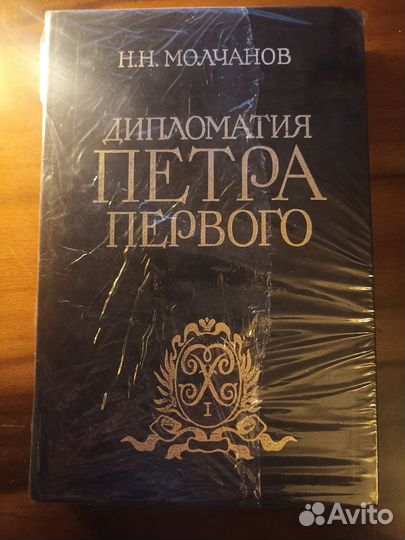 Н.Н. МОЛЧАНОВ
ДИПЛОМАТИЯ
ПЕТРА
ПЕРВОГО
I
Avito